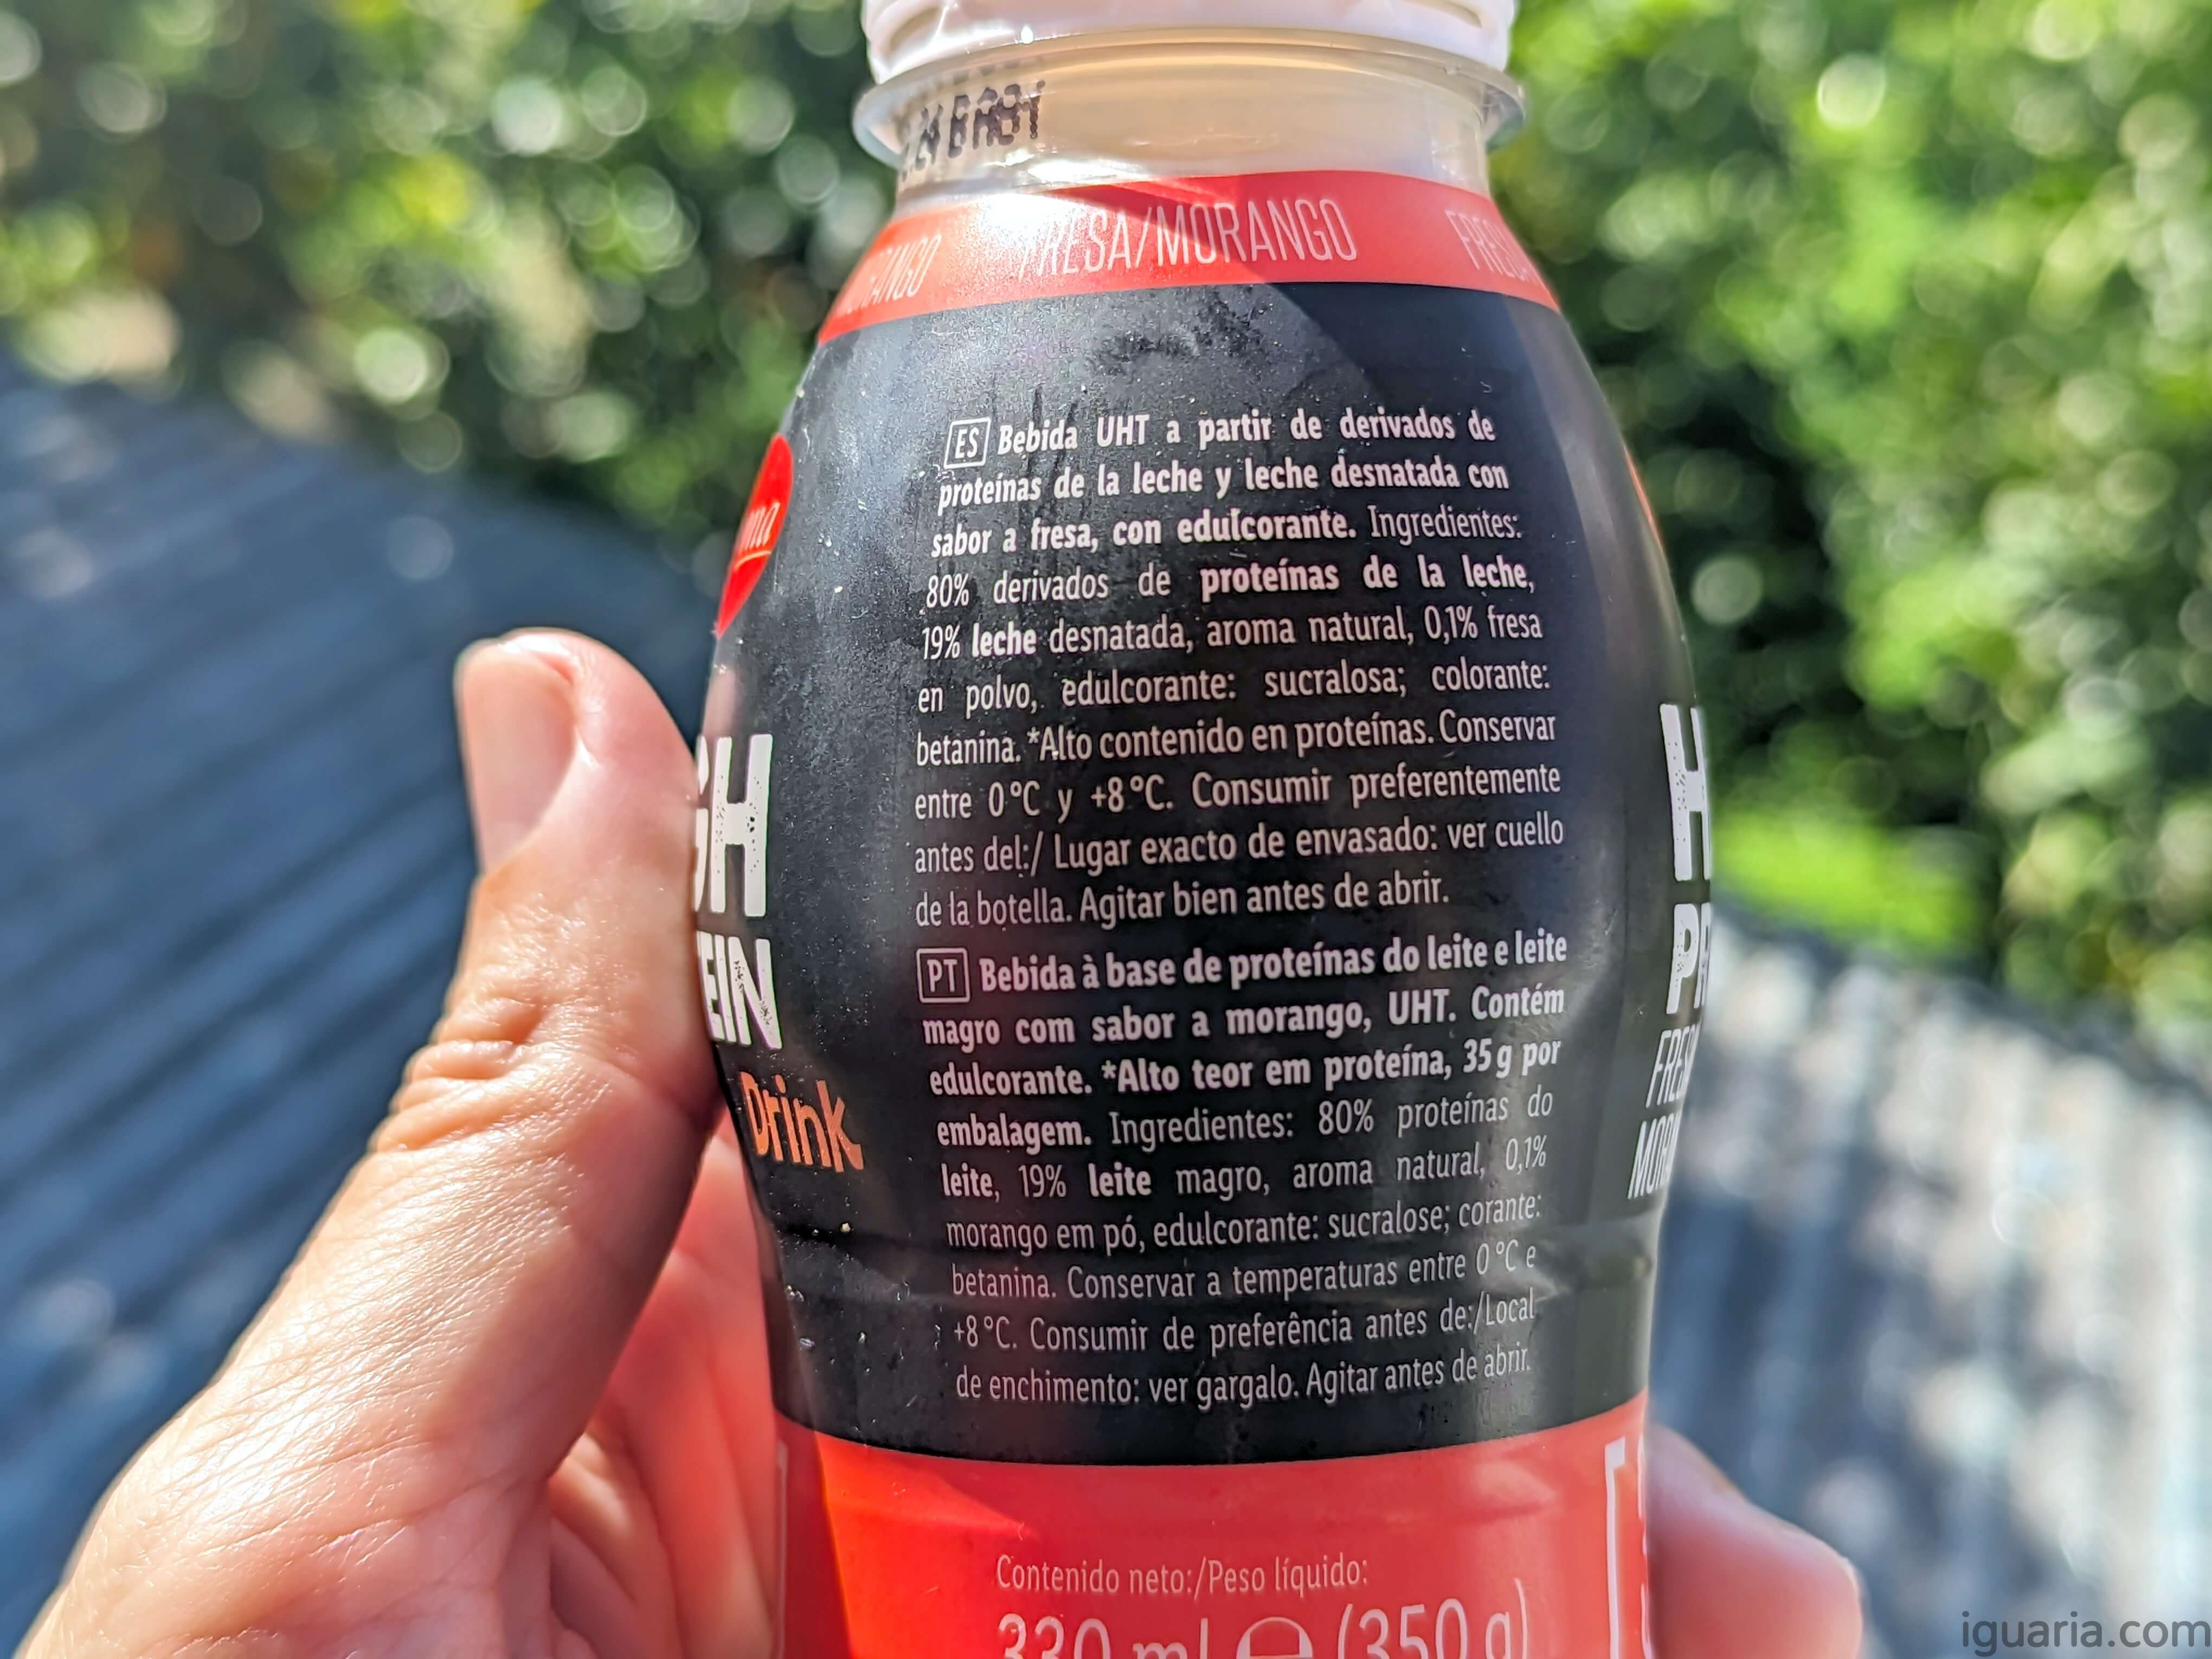 BABY
FRESA/MORANGO
ES Bebida UHT a partir de derivados de
proteínas de la leche y leche desnatada con
sabor a fresa, con edulcorante. Ingredientes:
80% derivados de proteínas de la leche,
19% leche desnatada, aroma natural, 0,1% fresa
en polvo, edulcorante: sucralosa; colorante:
betanina. *Alto contenido en proteínas. Conservar
entre 0°C y +8°C. Consumir preferentemente
antes del:/ Lugar exacto de envasado: ver cuello
de la botella. Agitar bien antes de abrir.
PT Bebida à base de proteínas do leite e leite
magro com sabor a morango, UHT. Contém
edulcorante. *Alto teor em proteína, 35 g por
embalagem. Ingredientes: 80% proteínas do
leite, 19% leite magro, aroma natural, 0,1%
morango em pó, edulcorante: sucralose; corante:
betanina. Conservar a temperaturas entre 0°C e
+8°C. Consumir de preferência antes de:/Local
de enchimento: ver gargalo. Agitar antes de abrir.
Drink
Contenido neto:/Peso líquido:
330 ml e (350 g)
iguaria.com